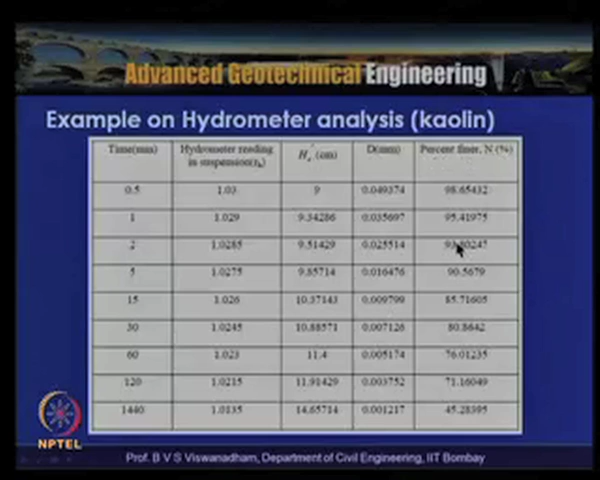 Advanced Geotechnical Engineering
Example on Hydrometer analysis (kaolin)
Time(min) Hydrometer reading in suspension(rh) He' (cm) D(mm) Percent finer, N (%)
0.5 1.03 9 0.049374 98.65432
1 1.029 9.34286 0.035697 95.41975
2 1.0285 9.51429 0.025514
5 1.0275 9.85714 0.016476 90.5679
15 1.026 10.37143 0.009799 85.71605
30 1.0245 10.88571 0.007126 80.8642
60 1.023 11.4 0.005174 76.01235
120 1.0215 11.91429 0.003752 71.16049
1440 1.0135 14.65714 0.001217 45.28395
NPTEL
Prof. B V S Viswanadham, Department of Civil Engineering, IIT Bombay